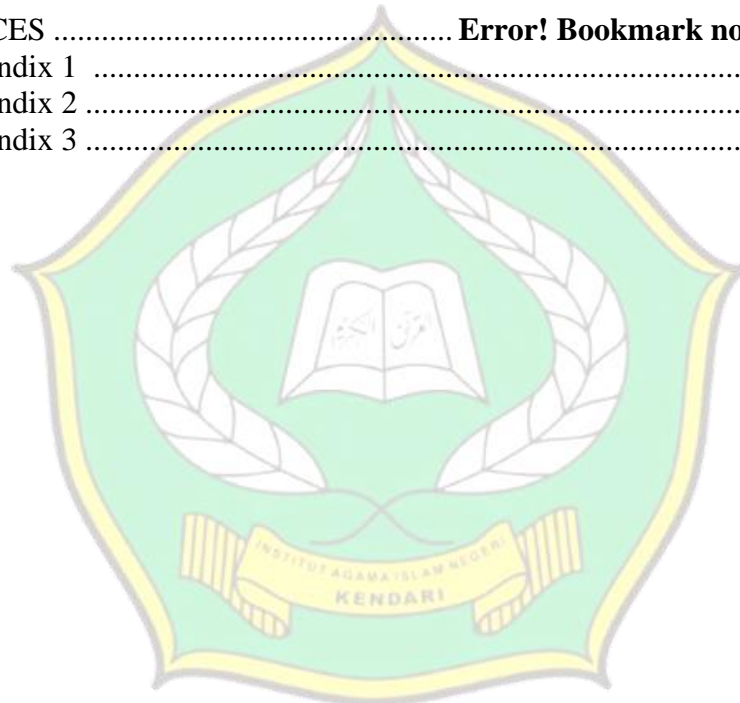 CES ................................................ Error! Bookmark no
ndix 1 ................................................................................
ndix 2 .................................................................................
ndix 3 .................................................................................
INSTITUT AGAMA ISLAM NEGERI
KENDARI